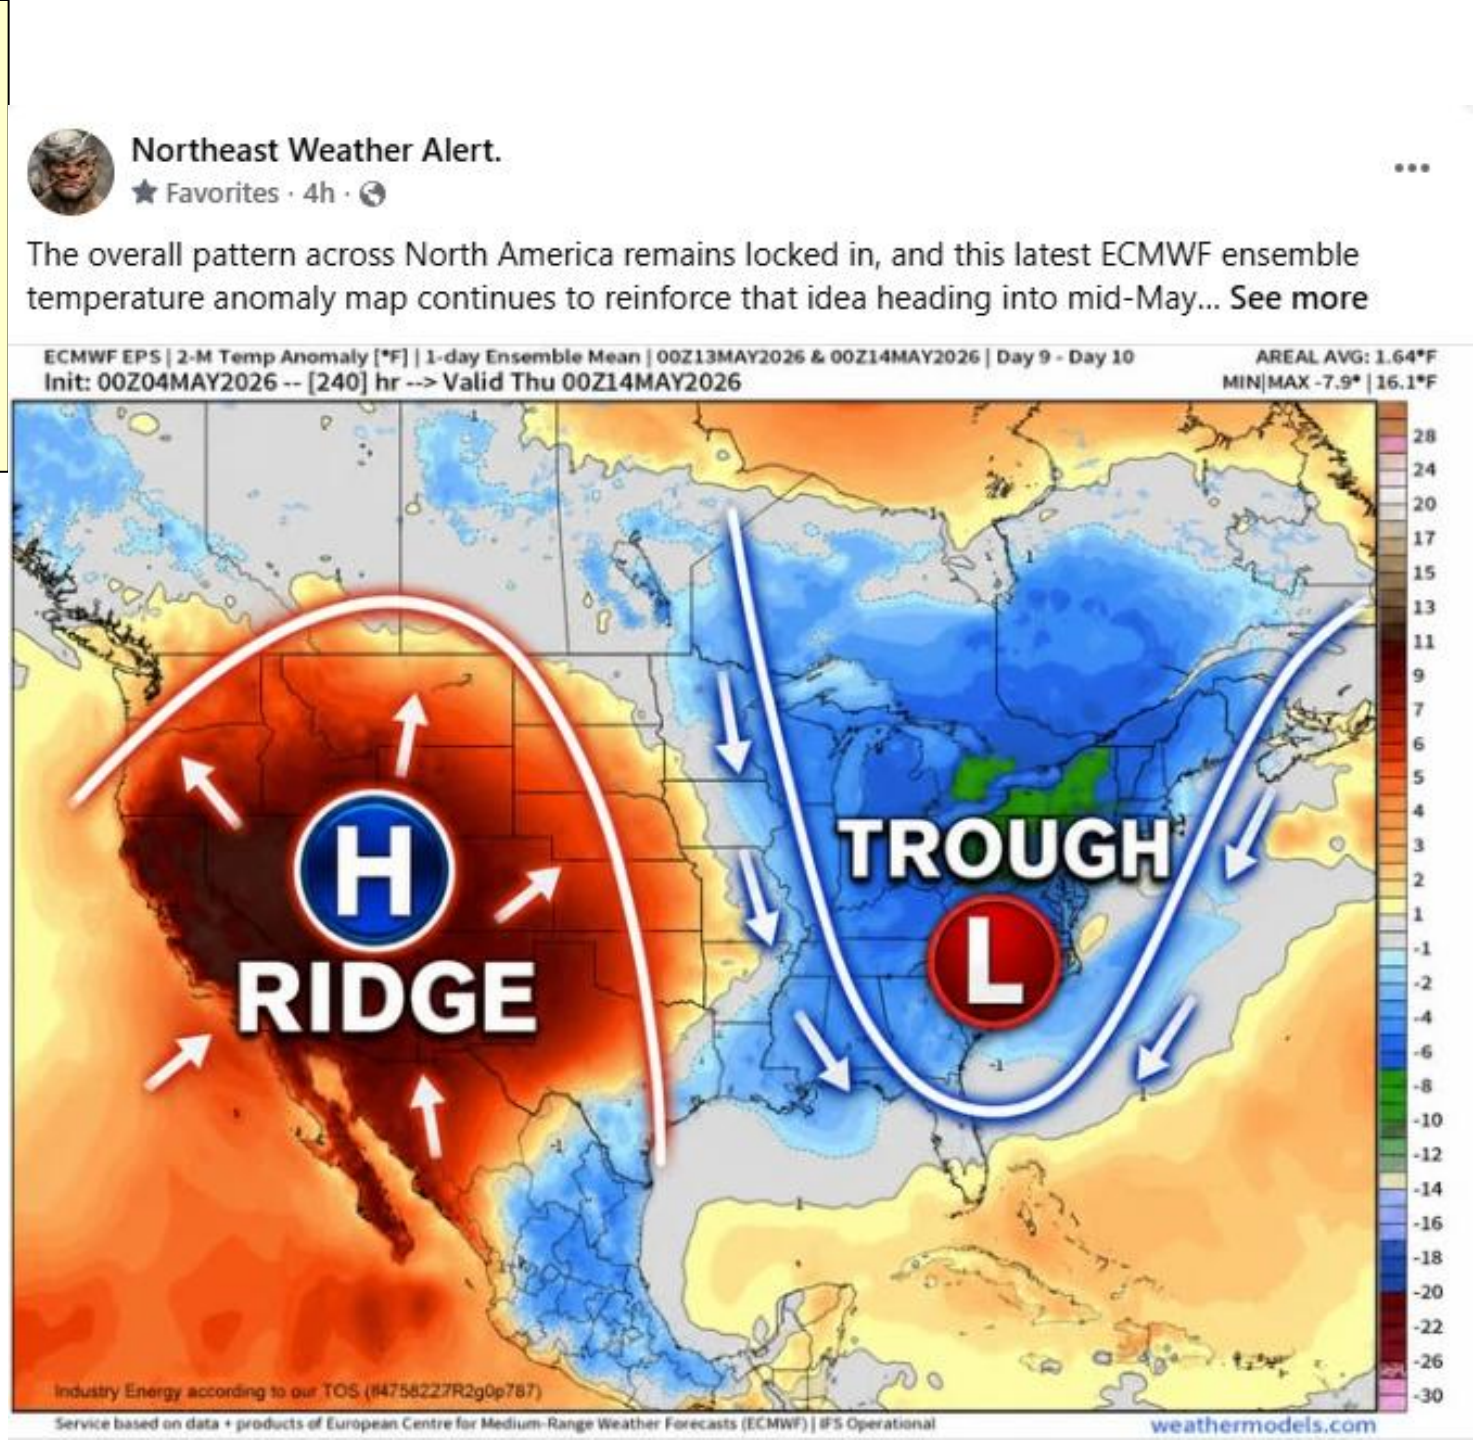 Northeast Weather Alert.
Favorites · 4h ·
The overall pattern across North America remains locked in, and this latest ECMWF ensemble
temperature anomaly map continues to reinforce that idea heading into mid-May... See more
ECMWF EPS | 2-M Temp Anomaly [°F] | 1-day Ensemble Mean | 00Z13MAY2026 & 00Z14MAY2026 | Day 9 - Day 10
AREAL AVG: 1.64°F
Init: 00Z04MAY2026 -- [240] hr --> Valid Thu 00Z14MAY2026
MIN|MAX -7.9° | 16.1°F
H
RIDGE
TROUGH
L
28
24
20
17
15
13
11
9
7
6
5
4
3
2
1
-1
-2
-4
-6
-8
-10
-12
-14
-16
-18
-20
-22
-26
-30
Industry Energy according to our TOS
Service based on data + products of European Centre for Medium-Range Weather Forecasts (ECMWF) | IFS Operational
weathermodels.com